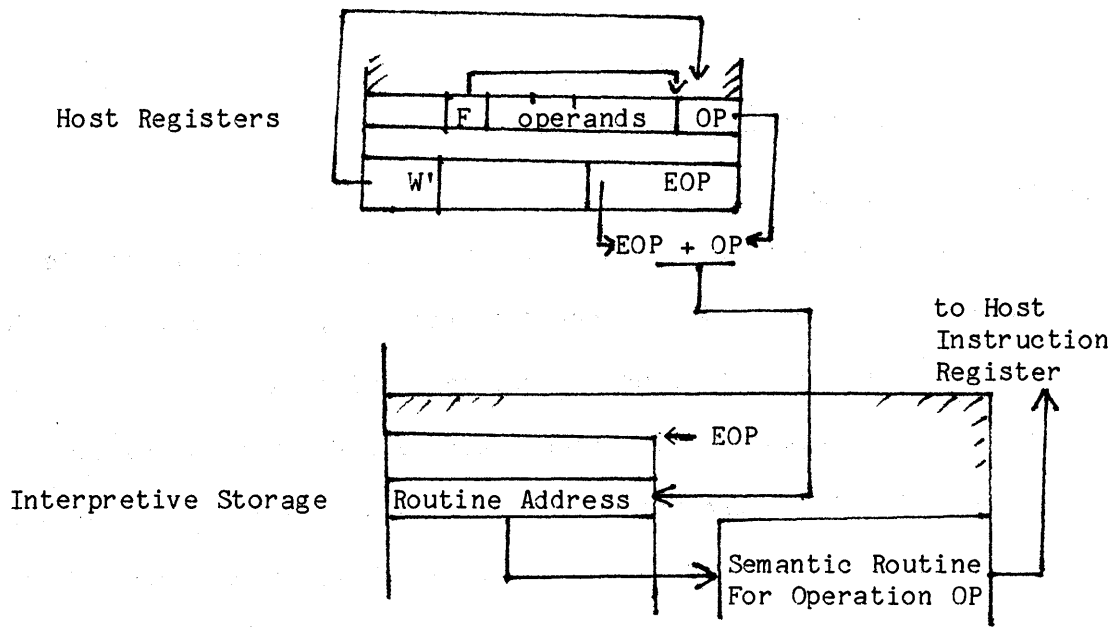 Host Registers
F operands OP
W' EOP
EOP + OP
to Host
Instruction
Register
← EOP
Interpretive Storage
Routine Address
Semantic Routine
For Operation OP